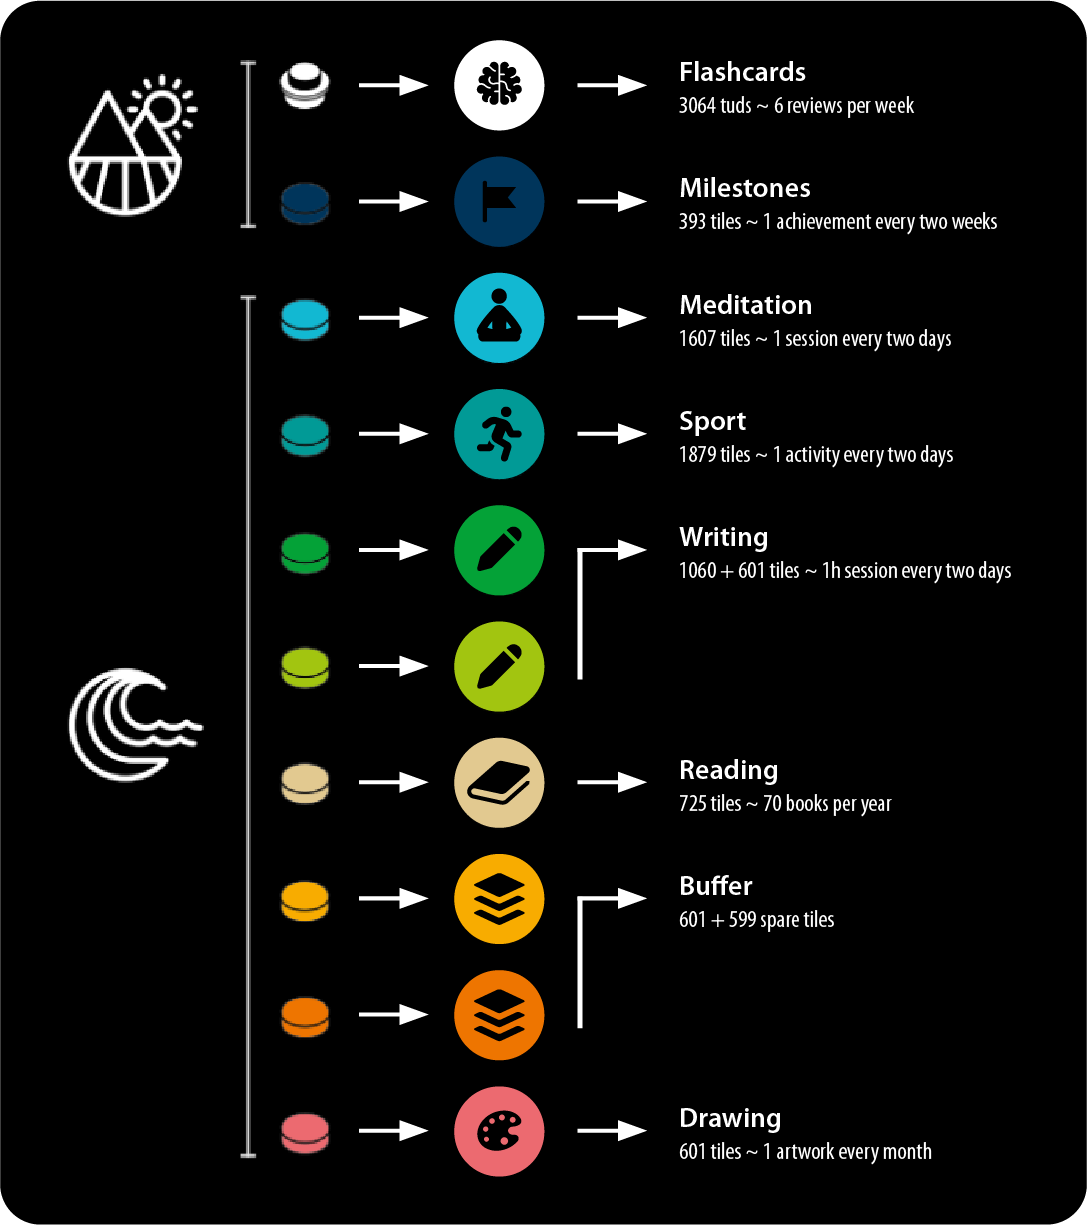 Flashcards
3064 tuds ~ 6 reviews per week
Milestones
393 tiles ~ 1 achievement every two weeks
Meditation
1607 tiles ~ 1 session every two days
Sport
1879 tiles ~ 1 activity every two days
Writing
1060 + 601 tiles ~ 1h session every two days
Reading
725 tiles ~ 70 books per year
Buffer
601 + 599 spare tiles
Drawing
601 tiles ~ 1 artwork every month